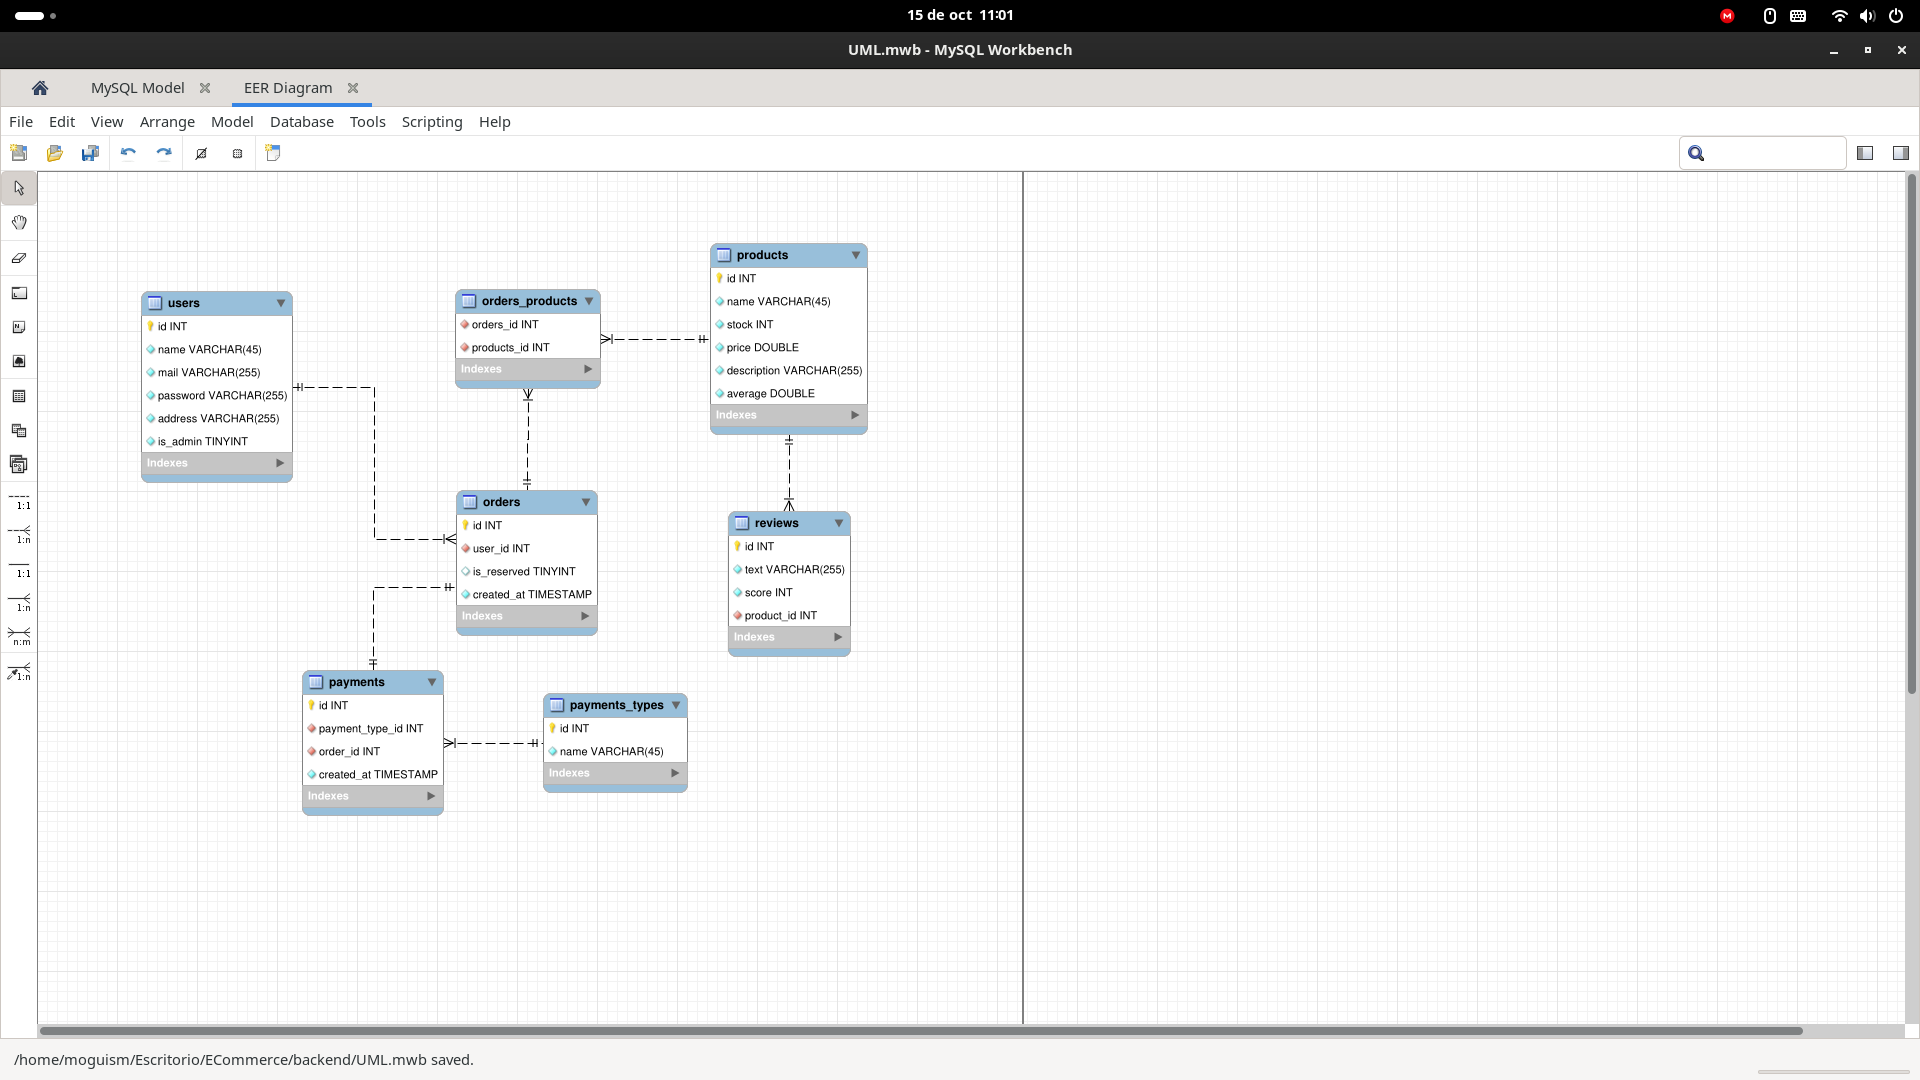 15 de oct 11:01
UML.mwb - MySQL Workbench
MySQL Model
EER Diagram
File Edit View Arrange Model Database Tools Scripting Help
users
id INT
name VARCHAR(45)
mail VARCHAR(255)
password VARCHAR(255)
address VARCHAR(255)
is_admin TINYINT
Indexes
orders_products
orders_id INT
products_id INT
Indexes
products
id INT
name VARCHAR(45)
stock INT
price DOUBLE
description VARCHAR(255)
average DOUBLE
Indexes
orders
id INT
user_id INT
is_reserved TINYINT
created_at TIMESTAMP
Indexes
reviews
id INT
text VARCHAR(255)
score INT
product_id INT
Indexes
payments
id INT
payment_type_id INT
order_id INT
created_at TIMESTAMP
Indexes
payments_types
id INT
name VARCHAR(45)
Indexes
1:1
1:n
1:1
1:n
n:m
1:n
/home/moguism/Escritorio/ECommerce/backend/UML.mwb saved.